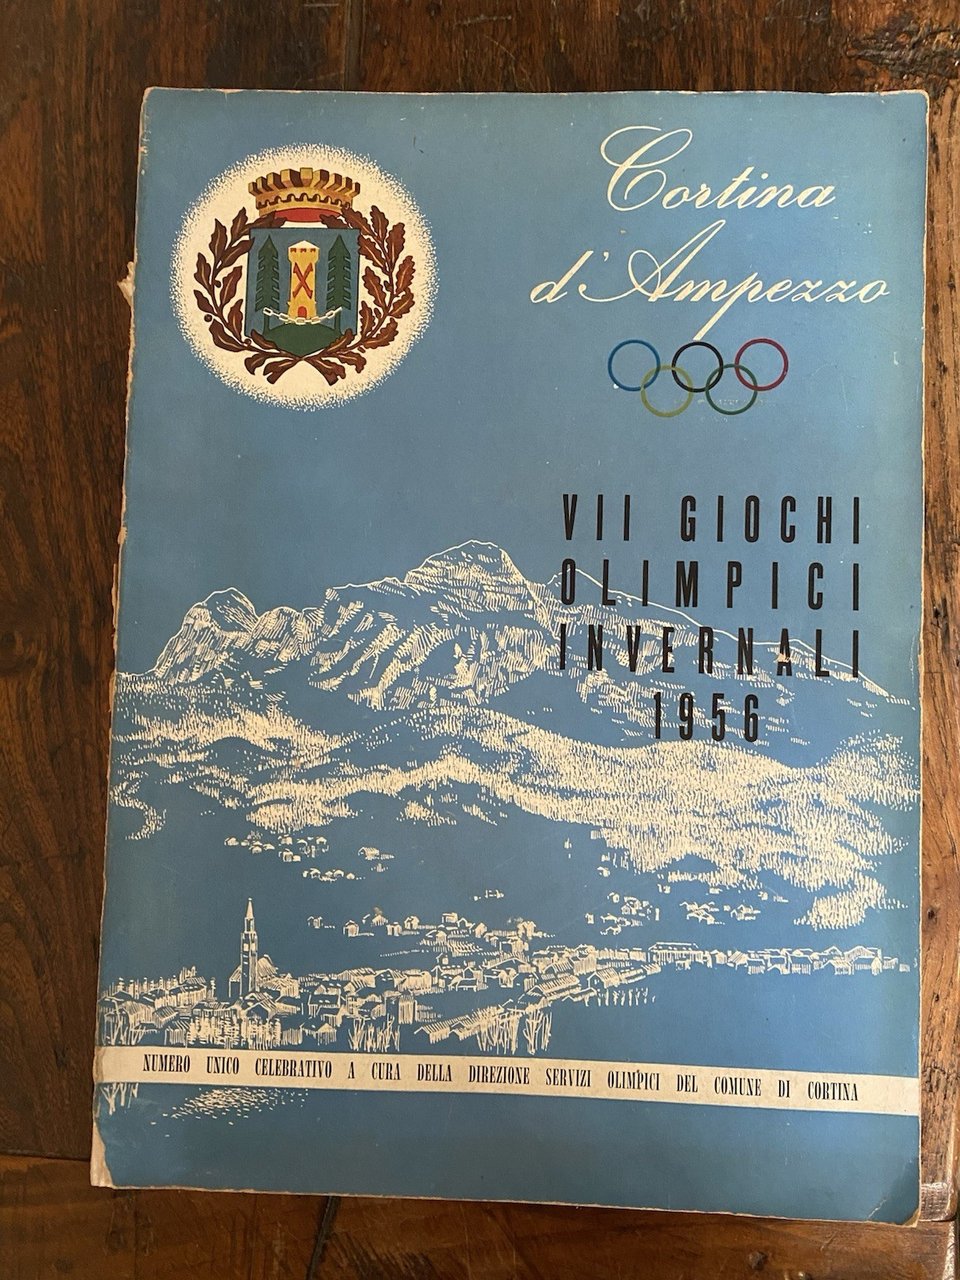 Cortina
d'Ampezzo
VII GIOCHI
OLIMPICI
INVERNALI
1956
NUMERO UNICO CELEBRATIVO A CURA DELLA DIREZIONE SERVIZI OLIMPICI DEL COMUNE DI CORTINA